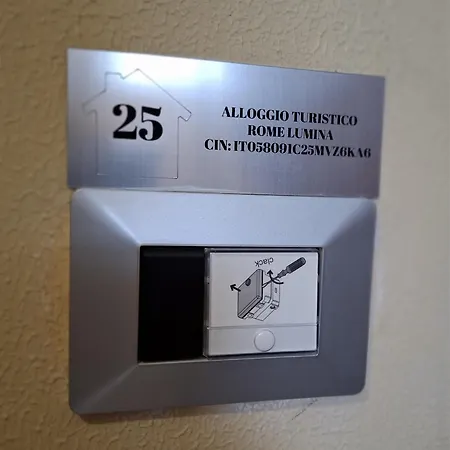 25
ALLOGGIO TURISTICO
ROME LUMINA
CIN: IT058091C25MVZ6KA6
clack